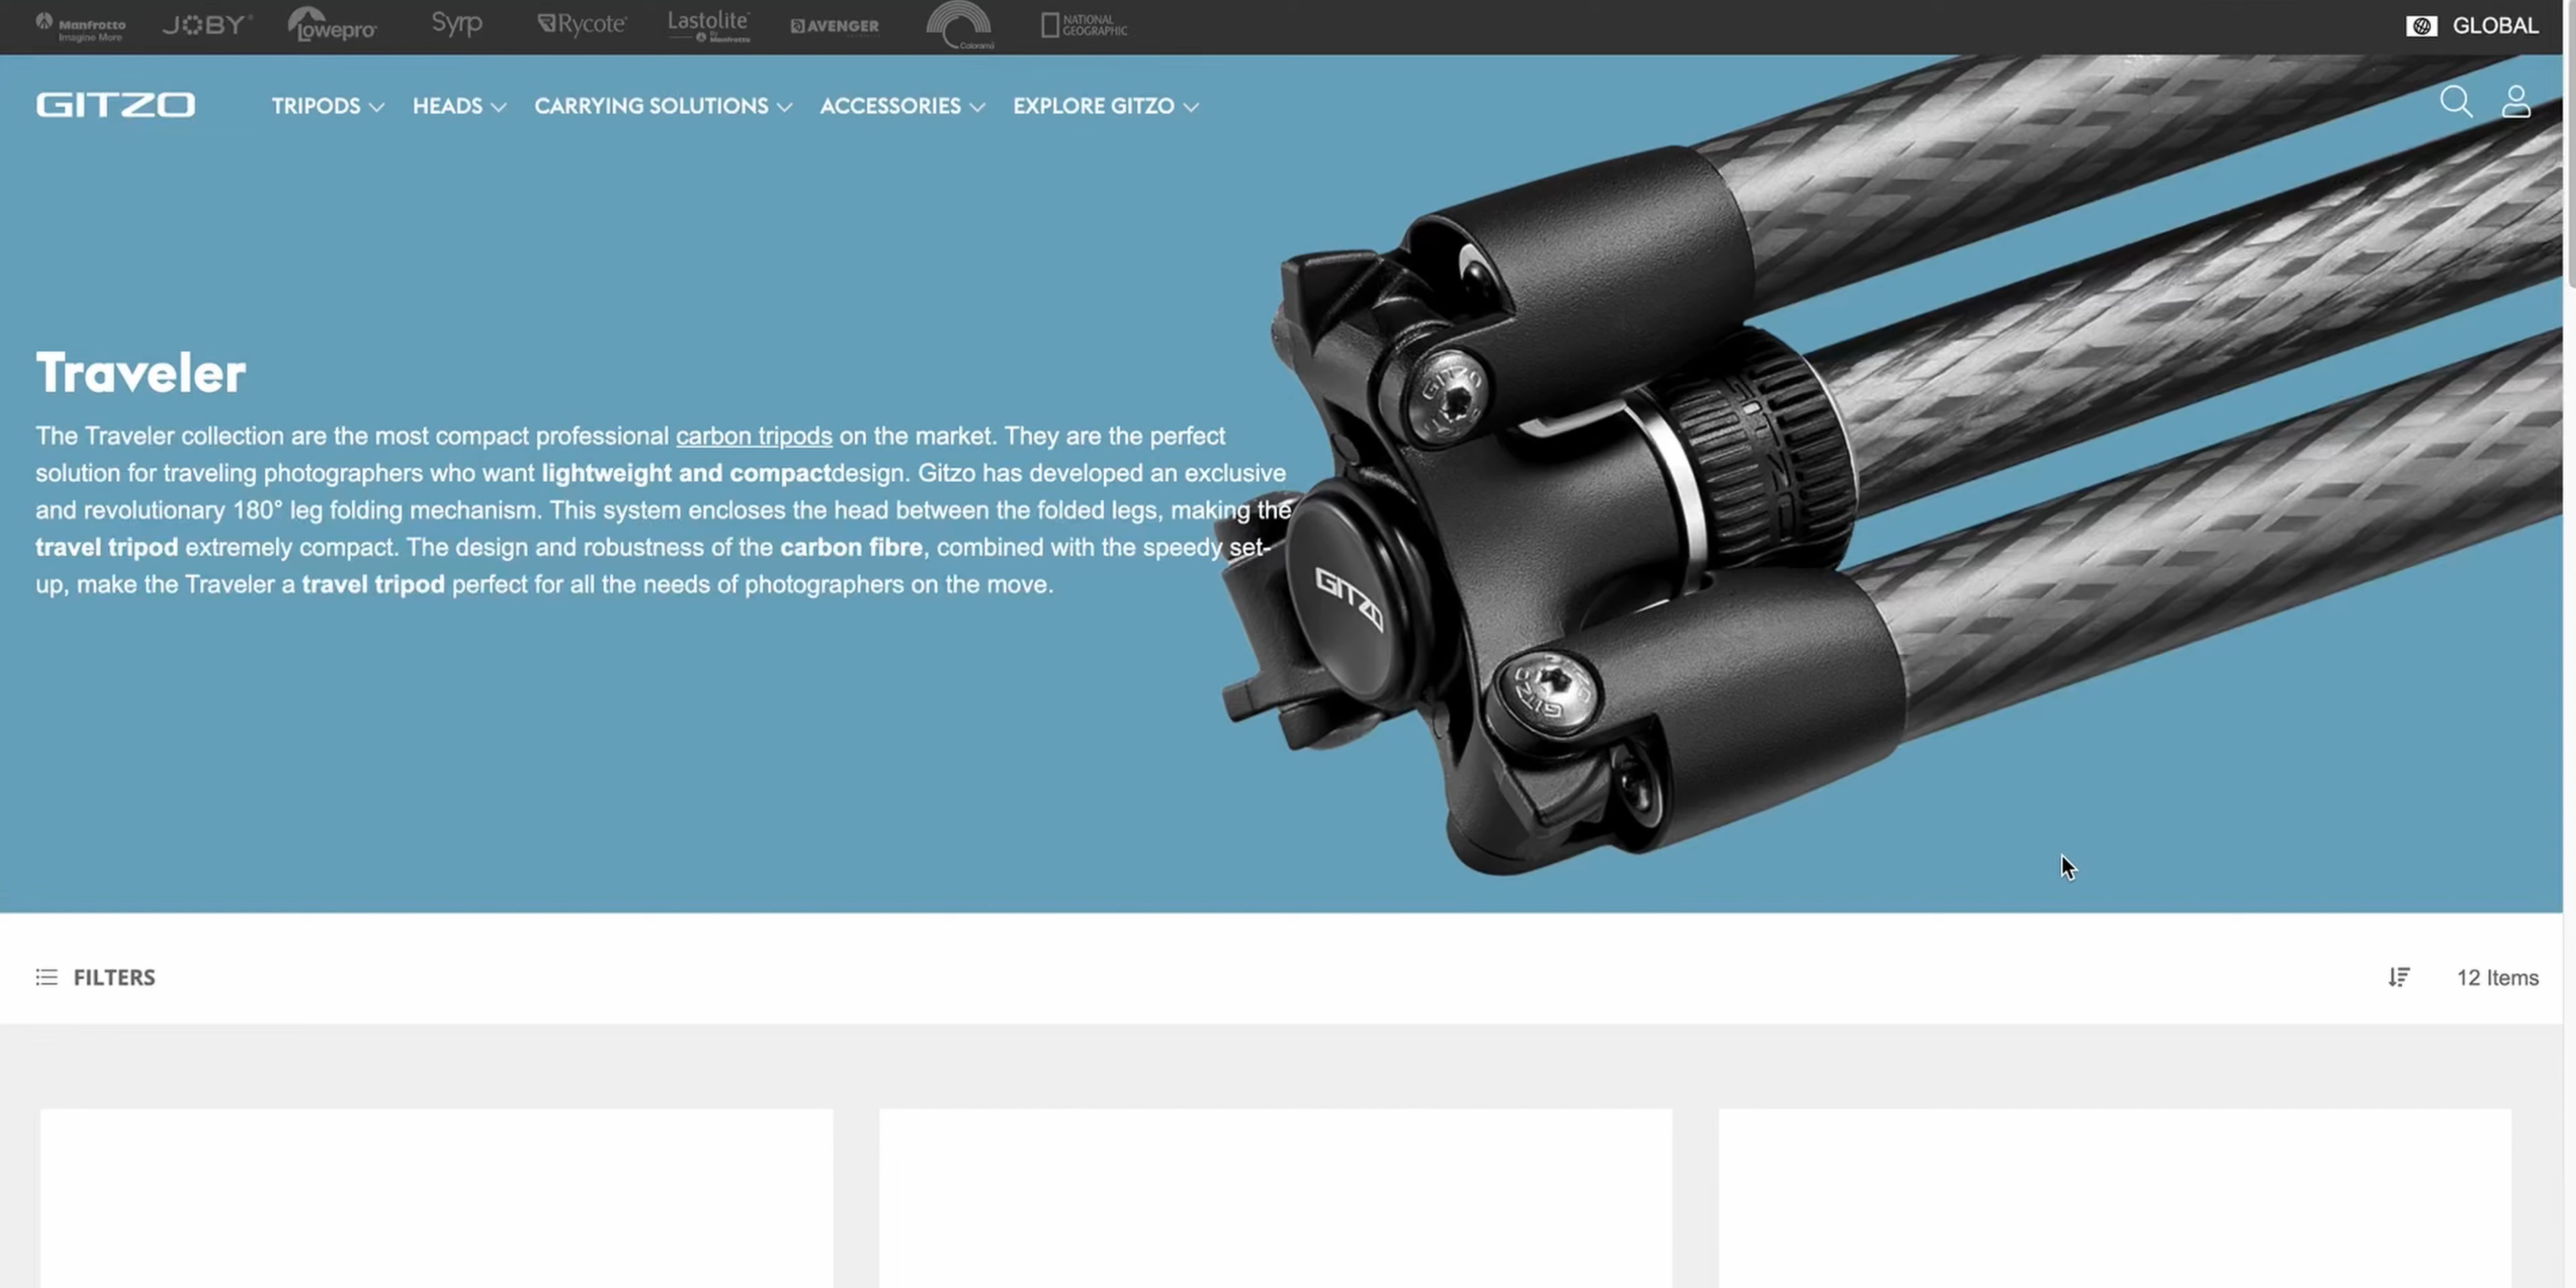 Manfrotto
Imagine More
JOBY
Lowepro
Syrp
Rycote
Lastolite
By
Manfrotto
AVENGER
Colorama
NATIONAL
GEOGRAPHIC
GLOBAL
GITZO
TRIPODS
HEADS
CARRYING SOLUTIONS
ACCESSORIES
EXPLORE GITZO
Traveler
The Traveler collection are the most compact professional carbon tripods on the market. They are the perfect
solution for traveling photographers who want lightweight and compactdesign. Gitzo has developed an exclusive
and revolutionary 180° leg folding mechanism. This system encloses the head between the folded legs, making the
travel tripod extremely compact. The design and robustness of the carbon fibre, combined with the speedy set-
up, make the Traveler a travel tripod perfect for all the needs of photographers on the move.
GITZO
GITZO
GITZO
FILTERS
12 Items